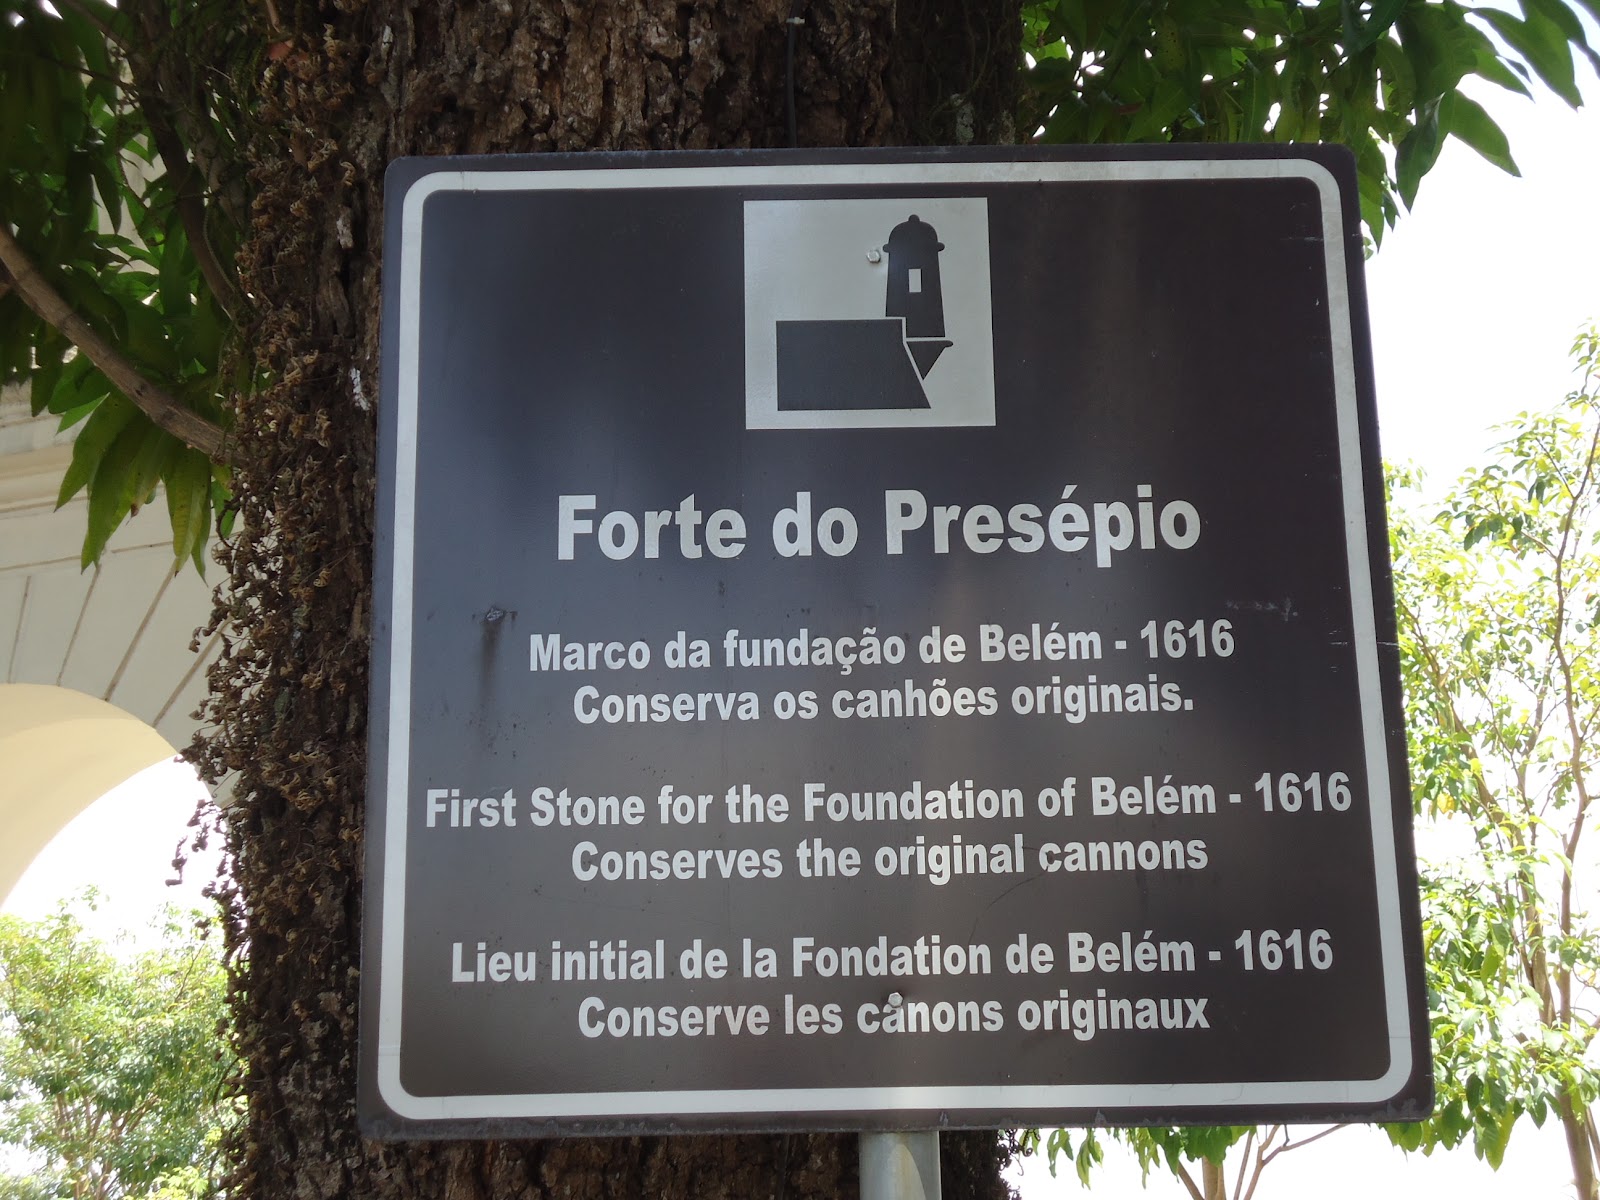 Forte do Presépio
Marco da fundação de Belém - 1616
Conserva os canhões originais.
First Stone for the Foundation of Belém - 1616
Conserves the original cannons
Lieu initial de la Fondation de Belém - 1616
Conserve les canons originaux